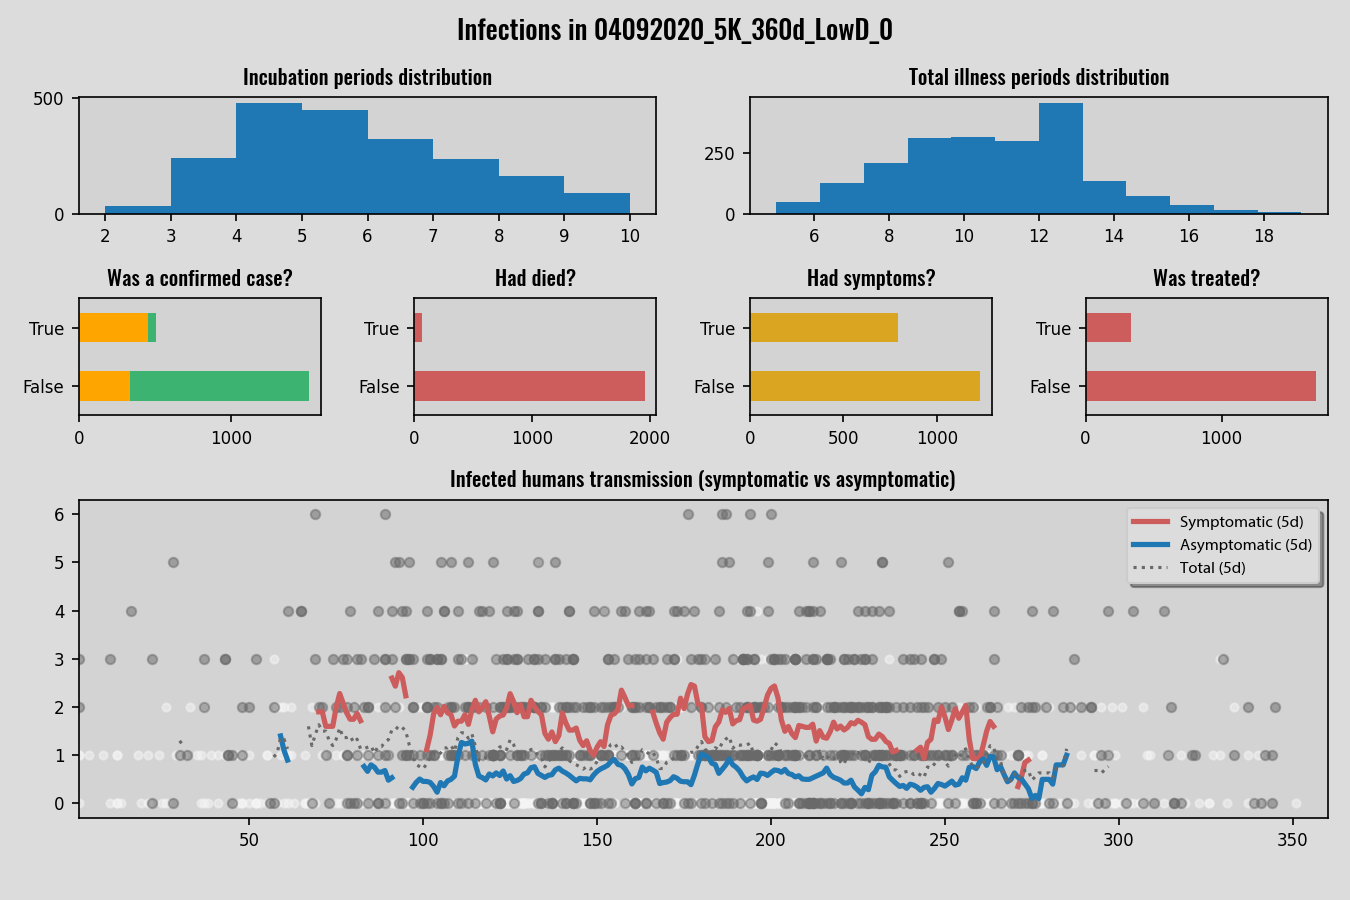 Infections in 04092020_5K_360d_LowD_0
Incubation periods distribution
Total illness periods distribution
500
0
2 3 4 5 6 7 8 9 10
250
0
6 8 10 12 14 16 18
Was a confirmed case?
Had died?
Had symptoms?
Was treated?
True
False
0 1000
True
False
0 1000 2000
True
False
0 500 1000
True
False
0 1000
Infected humans transmission (symptomatic vs asymptomatic)
6
5
4
3
2
1
0
Symptomatic (5d)
Asymptomatic (5d)
Total (5d)
50 100 150 200 250 300 350